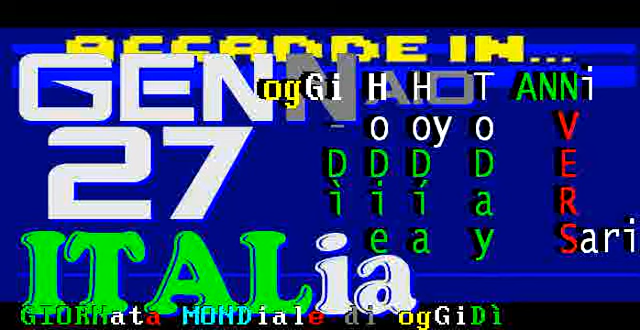 ACCADDE IN...
GENNAIO
27
ogGi H H T ANNi
o oy o V
D D D D E
ì i í a R
e a y Sari
ITALia
GIORNata MONDiale di ogGiDì